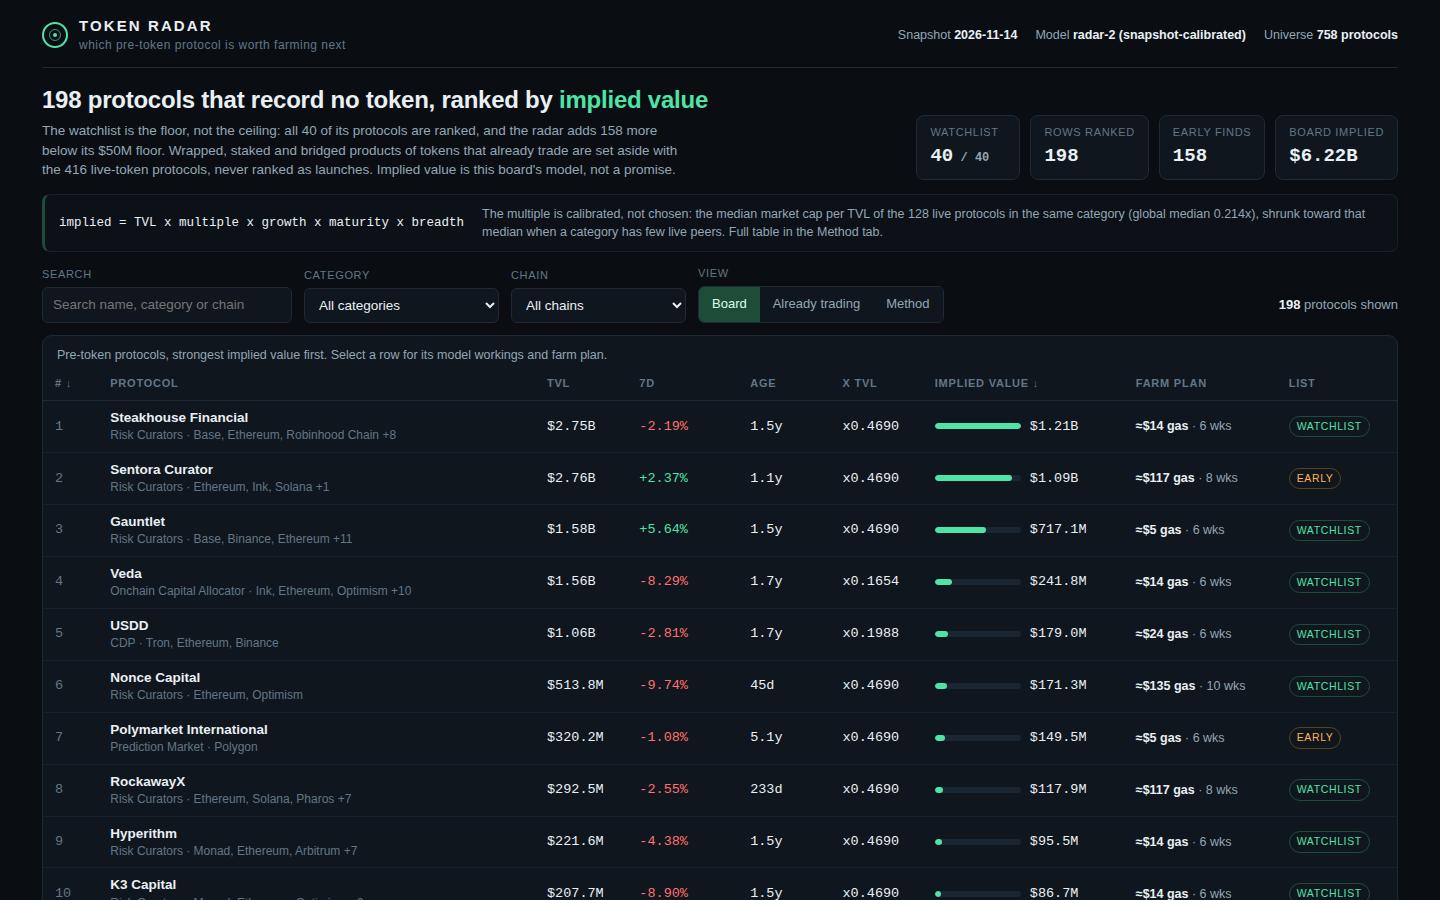 TOKEN RADAR
which pre-token protocol is worth farming next
Snapshot 2026-11-14 Model radar-2 (snapshot-calibrated) Universe 758 protocols
198 protocols that record no token, ranked by implied value
The watchlist is the floor, not the ceiling: all 40 of its protocols are ranked, and the radar adds 158 more
below its $50M floor. Wrapped, staked and bridged products of tokens that already trade are set aside with
the 416 live-token protocols, never ranked as launches. Implied value is this board's model, not a promise.
WATCHLIST
40 / 40
ROWS RANKED
198
EARLY FINDS
158
BOARD IMPLIED
$6.22B
implied = TVL x multiple x growth x maturity x breadth
The multiple is calibrated, not chosen: the median market cap per TVL of the 128 live protocols in the same category (global median 0.214x), shrunk toward that
median when a category has few live peers. Full table in the Method tab.
SEARCH
Search name, category or chain
CATEGORY
All categories
CHAIN
All chains
VIEW
Board Already trading Method
198 protocols shown
Pre-token protocols, strongest implied value first. Select a row for its model workings and farm plan.
# ↓ PROTOCOL TVL 7D AGE X TVL IMPLIED VALUE ↓ FARM PLAN LIST
1 Steakhouse Financial $2.75B -2.19% 1.5y x0.4690 $1.21B ≈$14 gas · 6 wks WATCHLIST
Risk Curators · Base, Ethereum, Robinhood Chain +8
2 Sentora Curator $2.76B +2.37% 1.1y x0.4690 $1.09B ≈$117 gas · 8 wks EARLY
Risk Curators · Ethereum, Ink, Solana +1
3 Gauntlet $1.58B +5.64% 1.5y x0.4690 $717.1M ≈$5 gas · 6 wks WATCHLIST
Risk Curators · Base, Binance, Ethereum +11
4 Veda $1.56B -8.29% 1.7y x0.1654 $241.8M ≈$14 gas · 6 wks WATCHLIST
Onchain Capital Allocator · Ink, Ethereum, Optimism +10
5 USDD $1.06B -2.81% 1.7y x0.1988 $179.0M ≈$24 gas · 6 wks WATCHLIST
CDP · Tron, Ethereum, Binance
6 Nonce Capital $513.8M -9.74% 45d x0.4690 $171.3M ≈$135 gas · 10 wks WATCHLIST
Risk Curators · Ethereum, Optimism
7 Polymarket International $320.2M -1.08% 5.1y x0.4690 $149.5M ≈$5 gas · 6 wks EARLY
Prediction Market · Polygon
8 RockawayX $292.5M -2.55% 233d x0.4690 $117.9M ≈$117 gas · 8 wks WATCHLIST
Risk Curators · Ethereum, Solana, Pharos +7
9 Hyperithm $221.6M -4.38% 1.5y x0.4690 $95.5M ≈$14 gas · 6 wks WATCHLIST
Risk Curators · Monad, Ethereum, Arbitrum +7
10 K3 Capital $207.7M -8.90% 1.5y x0.4690 $86.7M ≈$14 gas · 6 wks WATCHLIST